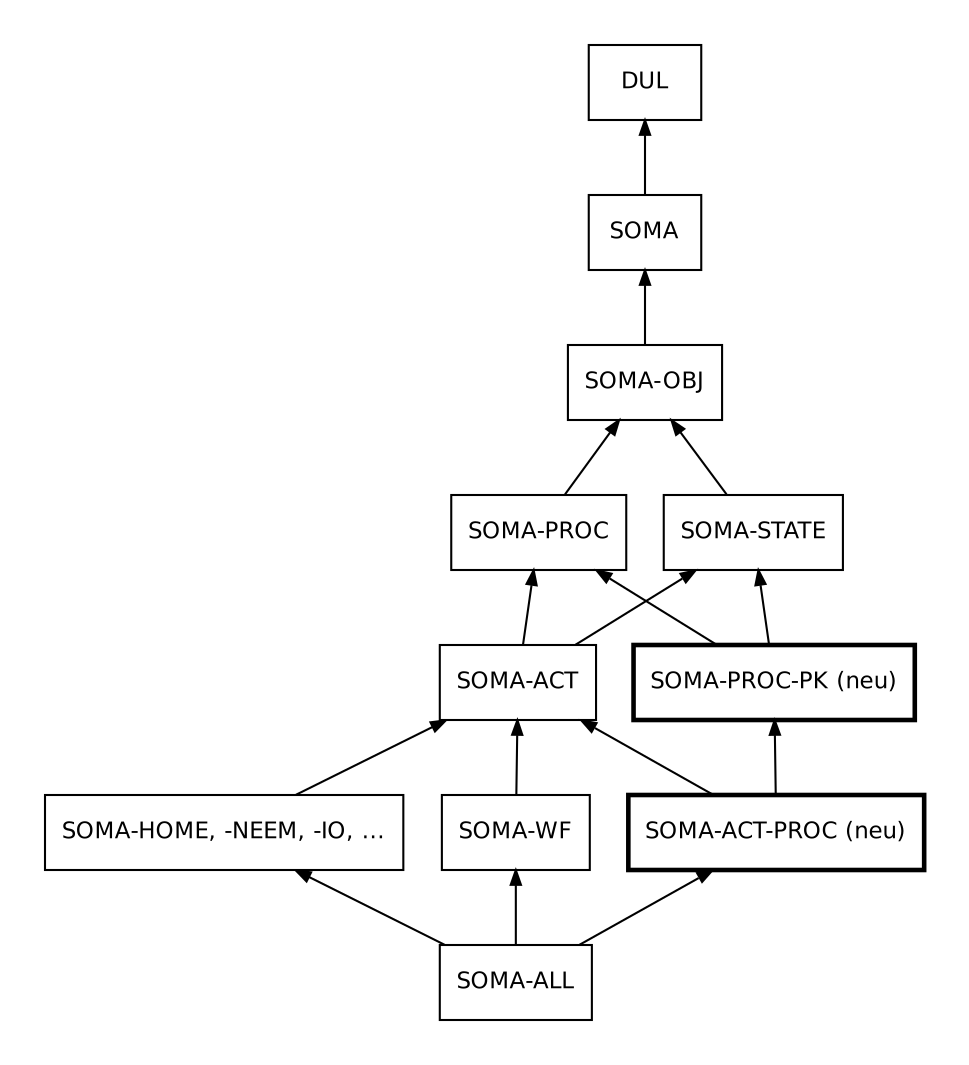 DUL
SOMA
SOMA-OBJ
SOMA-PROC
SOMA-STATE
SOMA-ACT
SOMA-PROC-PK (neu)
SOMA-HOME, -NEEM, -IO, ...
SOMA-WF
SOMA-ACT-PROC (neu)
SOMA-ALL